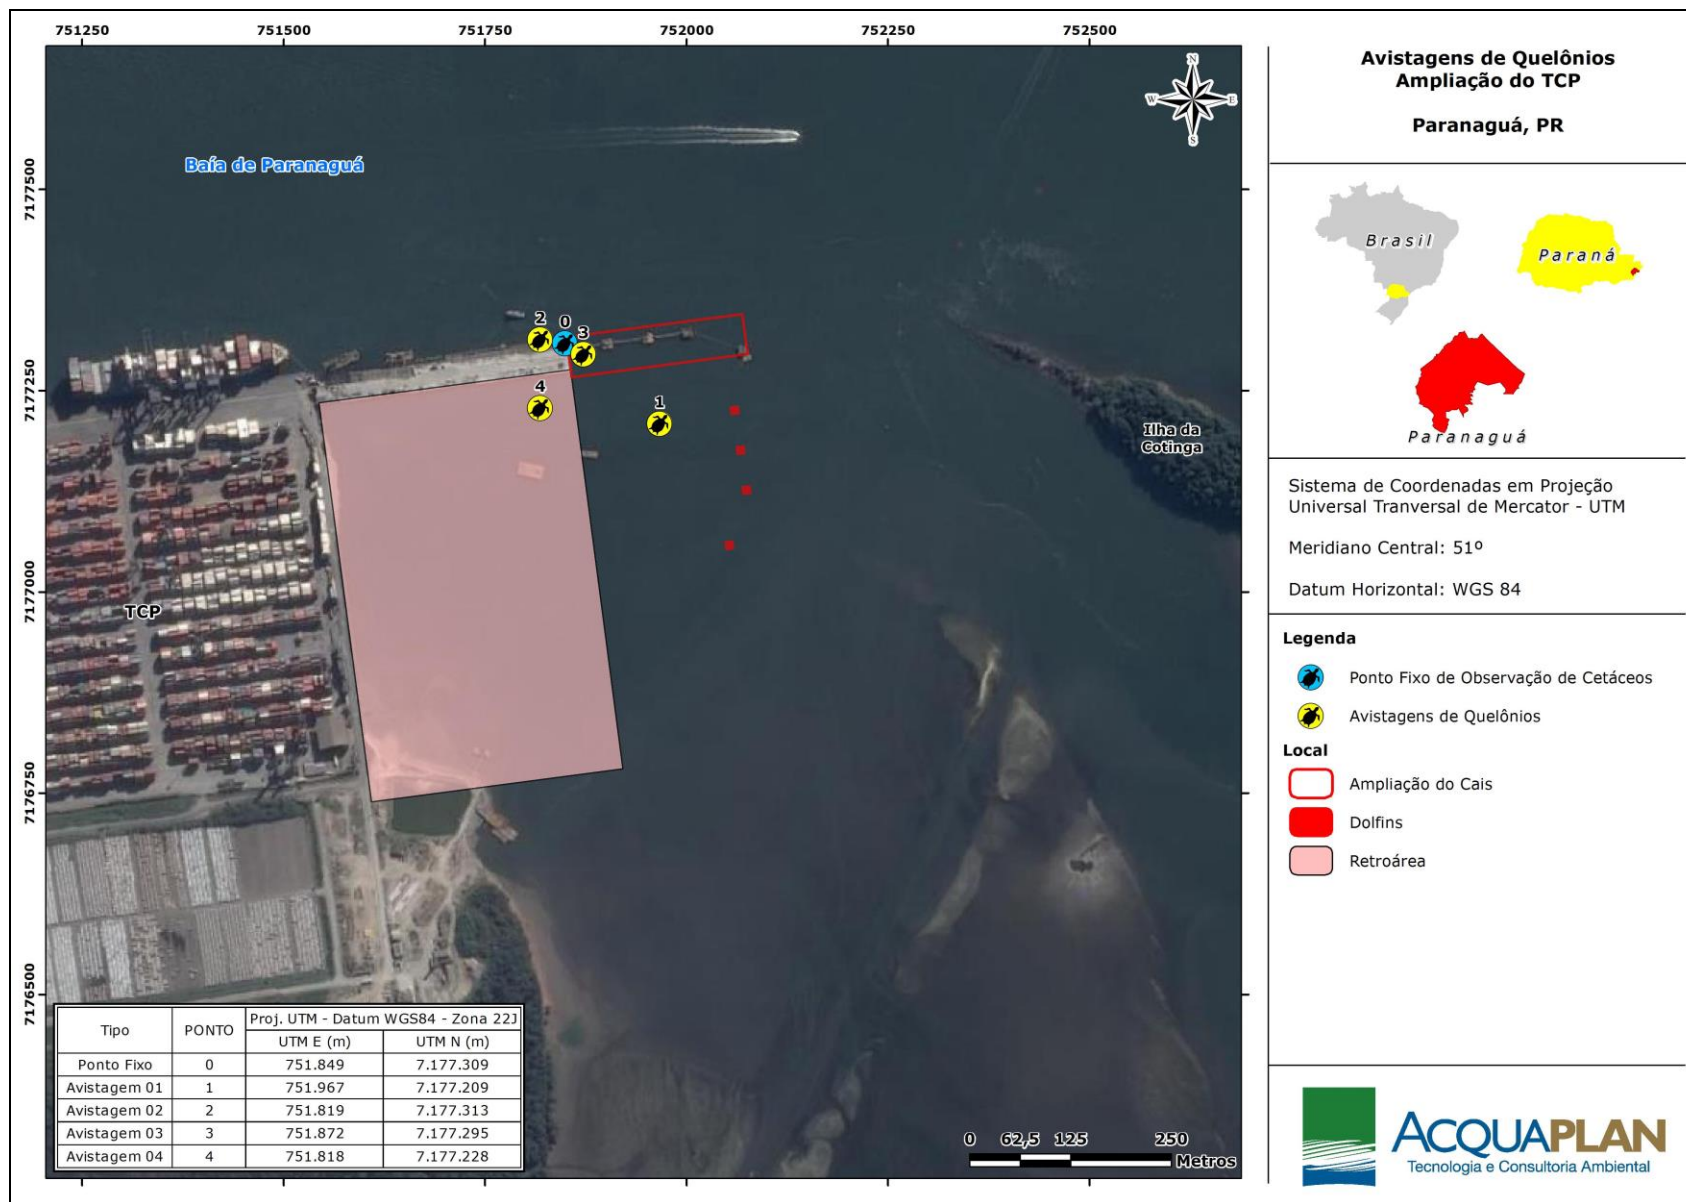 751250 751500 751750 752000 752250 752500
7177500
7177250
7177000
7176750
7176500
Baía de Paranaguá
N
W E
S
2 0 3
4
1
Ilha da
Cotinga
TCP
Tipo PONTO Proj. UTM - Datum WGS84 - Zona 22J
UTM E (m) UTM N (m)
Ponto Fixo 0 751.849 7.177.309
Avistagem 01 1 751.967 7.177.209
Avistagem 02 2 751.819 7.177.313
Avistagem 03 3 751.872 7.177.295
Avistagem 04 4 751.818 7.177.228
0 62,5 125 250
Metros
Avistagens de Quelônios
Ampliação do TCP
Paranaguá, PR
Brasil
Paraná
Paranaguá
Sistema de Coordenadas em Projeção
Universal Tranversal de Mercator - UTM
Meridiano Central: 51º
Datum Horizontal: WGS 84
Legenda
Ponto Fixo de Observação de Cetáceos
Avistagens de Quelônios
Local
Ampliação do Cais
Dolfins
Retroárea
ACQUAPLAN
Tecnologia e Consultoria Ambiental